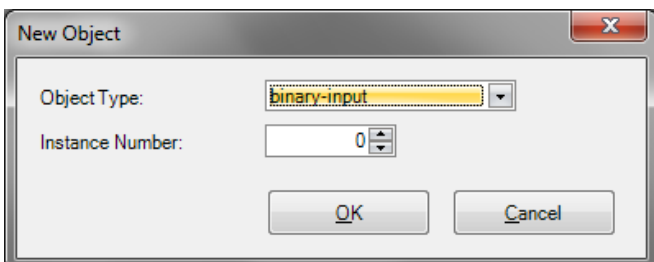 New Object
Object Type: binary-input
Instance Number: 0
OK Cancel